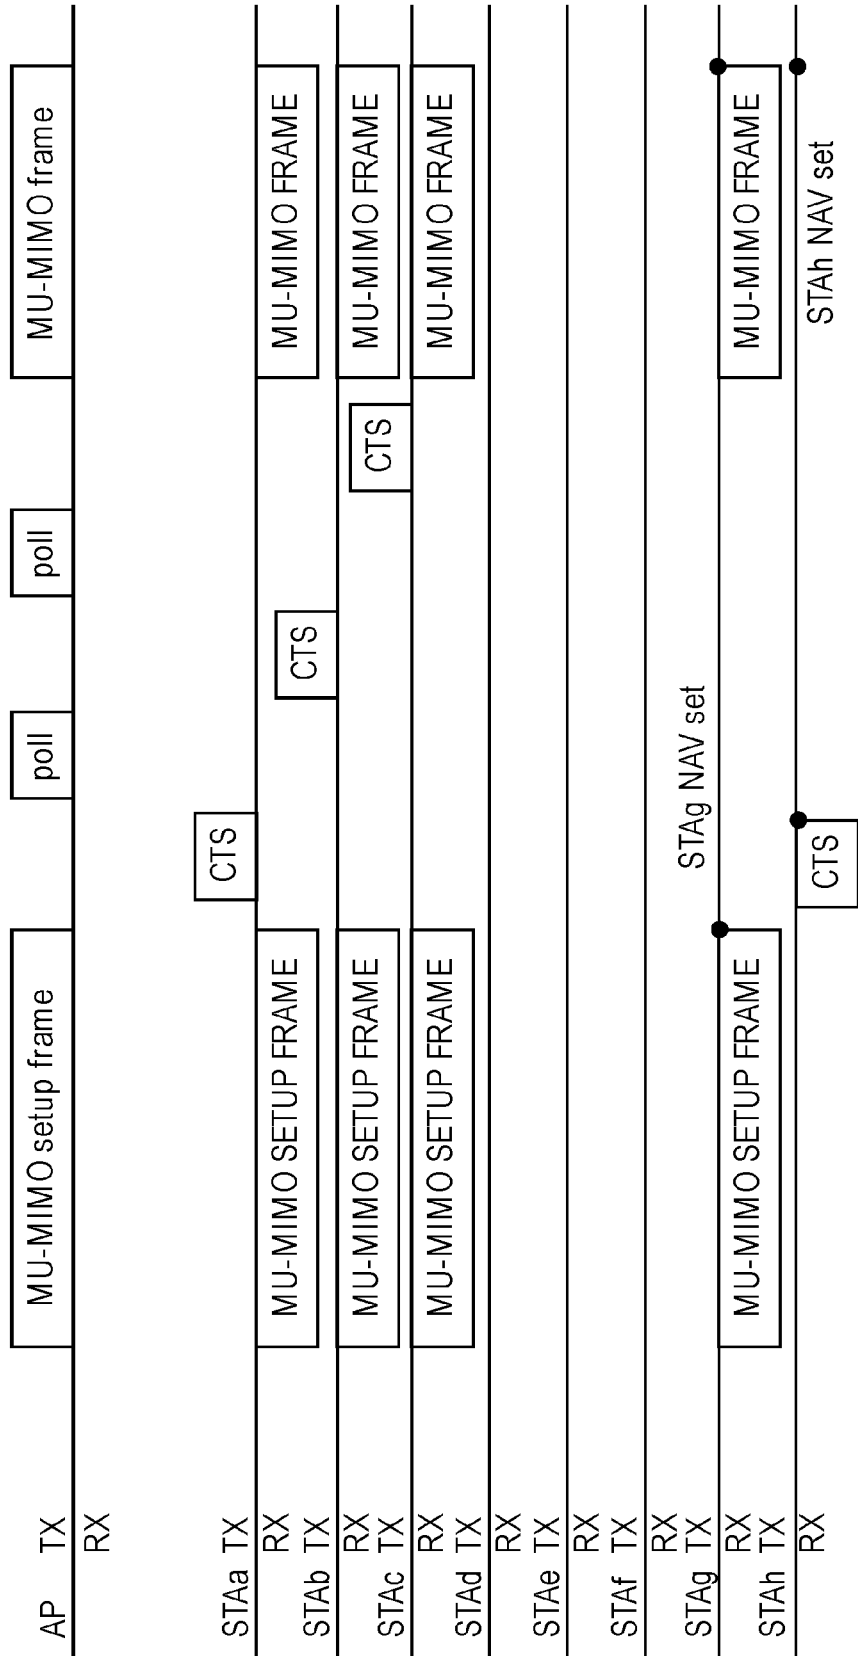 AP TX
RX
MU-MIMO setup frame
poll
poll
MU-MIMO frame
STAa TX
RX
CTS
MU-MIMO SETUP FRAME
MU-MIMO FRAME
STAb TX
RX
CTS
MU-MIMO SETUP FRAME
MU-MIMO FRAME
STAc TX
RX
CTS
MU-MIMO SETUP FRAME
MU-MIMO FRAME
STAd TX
RX
STAe TX
RX
STAf TX
RX
STAg TX
RX
STAg NAV set
MU-MIMO SETUP FRAME
MU-MIMO FRAME
STAh TX
RX
CTS
STAh NAV set